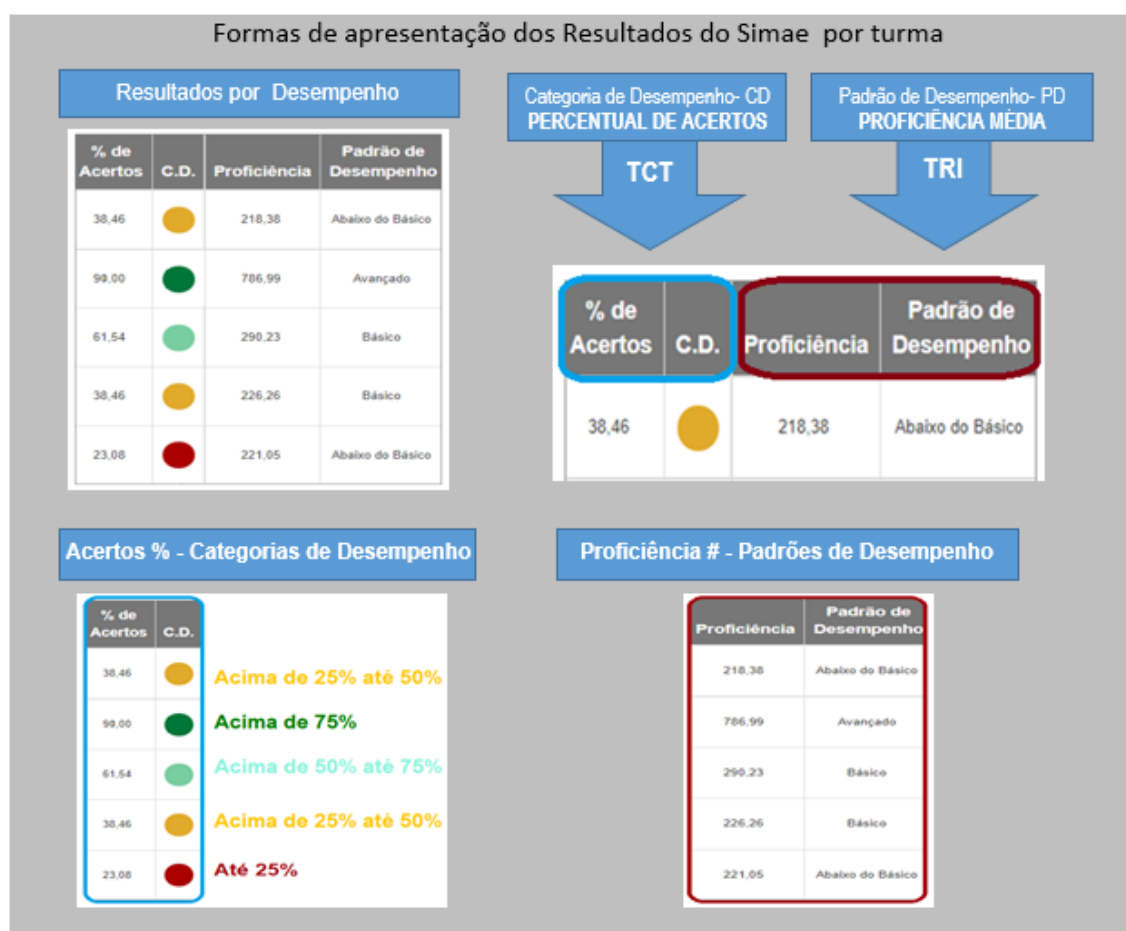 Formas de apresentação dos Resultados do Simae por turma
Resultados por Desempenho
% de Acertos C.D. Proficiência Padrão de Desempenho
38,46 218,38 Abaixo do Básico
90,00 786,99 Avançado
61,54 290,23 Básico
38,46 226,26 Básico
23,08 221,05 Abaixo do Básico
Categoria de Desempenho- CD
PERCENTUAL DE ACERTOS
TCT
Padrão de Desempenho- PD
PROFICIÊNCIA MÉDIA
TRI
% de Acertos C.D. Proficiência Padrão de Desempenho
38,46 218,38 Abaixo do Básico
Acertos % - Categorias de Desempenho
% de Acertos C.D.
38,46 Acima de 25% até 50%
90,00 Acima de 75%
61,54 Acima de 50% até 75%
38,46 Acima de 25% até 50%
23,08 Até 25%
Proficiência # - Padrões de Desempenho
Proficiência Padrão de Desempenho
218,38 Abaixo do Básico
786,99 Avançado
290,23 Básico
226,26 Básico
221,05 Abaixo do Básico